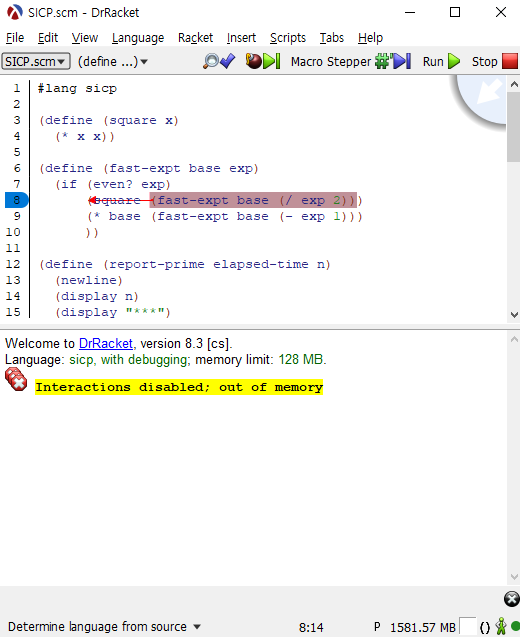 SICP.scm - DrRacket
File Edit View Language Racket Insert Scripts Tabs Help
SICP.scm▾ (define ...)▾ Macro Stepper Run Stop
1 #lang sicp
2
3 (define (square x)
4 (* x x))
5
6 (define (fast-expt base exp)
7 (if (even? exp)
8 (square (fast-expt base (/ exp 2)))
9 (* base (fast-expt base (- exp 1)))
10 ))
11
12 (define (report-prime elapsed-time n)
13 (newline)
14 (display n)
15 (display "***")
Welcome to DrRacket, version 8.3 [cs].
Language: sicp, with debugging; memory limit: 128 MB.
Interactions disabled; out of memory
Determine language from source ▾ 8:14 P 1581.57 MB ()